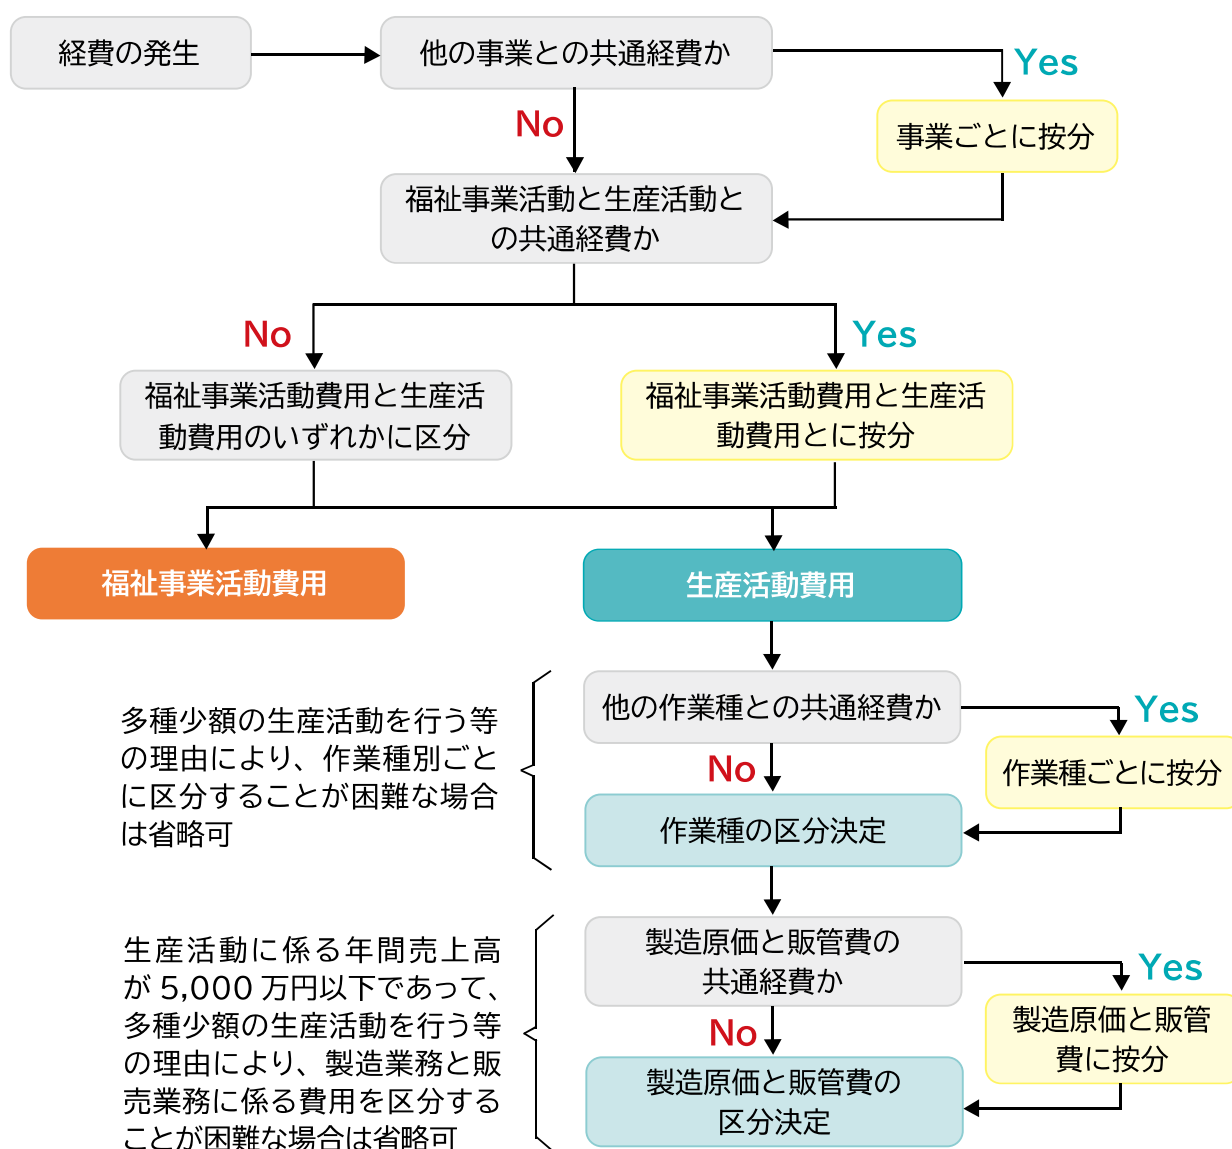 経費の発生
他の事業との共通経費か
Yes
No
事業ごとに按分
福祉事業活動と生産活動と
の共通経費か
No
Yes
福祉事業活動費用と生産活
動費用のいずれかに区分
福祉事業活動費用と生産活
動費用とに按分
福祉事業活動費用
生産活動費用
他の作業種との共通経費か
Yes
多種少額の生産活動を行う等
の理由により、作業種別ごと
に区分することが困難な場合
は省略可
No
作業種ごとに按分
作業種の区分決定
製造原価と販管費の
共通経費か
Yes
生産活動に係る年間売上高
が 5,000 万円以下であって、
多種少額の生産活動を行う等
の理由により、製造業務と販
売業務に係る費用を区分する
ことが困難な場合は省略可
No
製造原価と販管
費に按分
製造原価と販管費の
区分決定